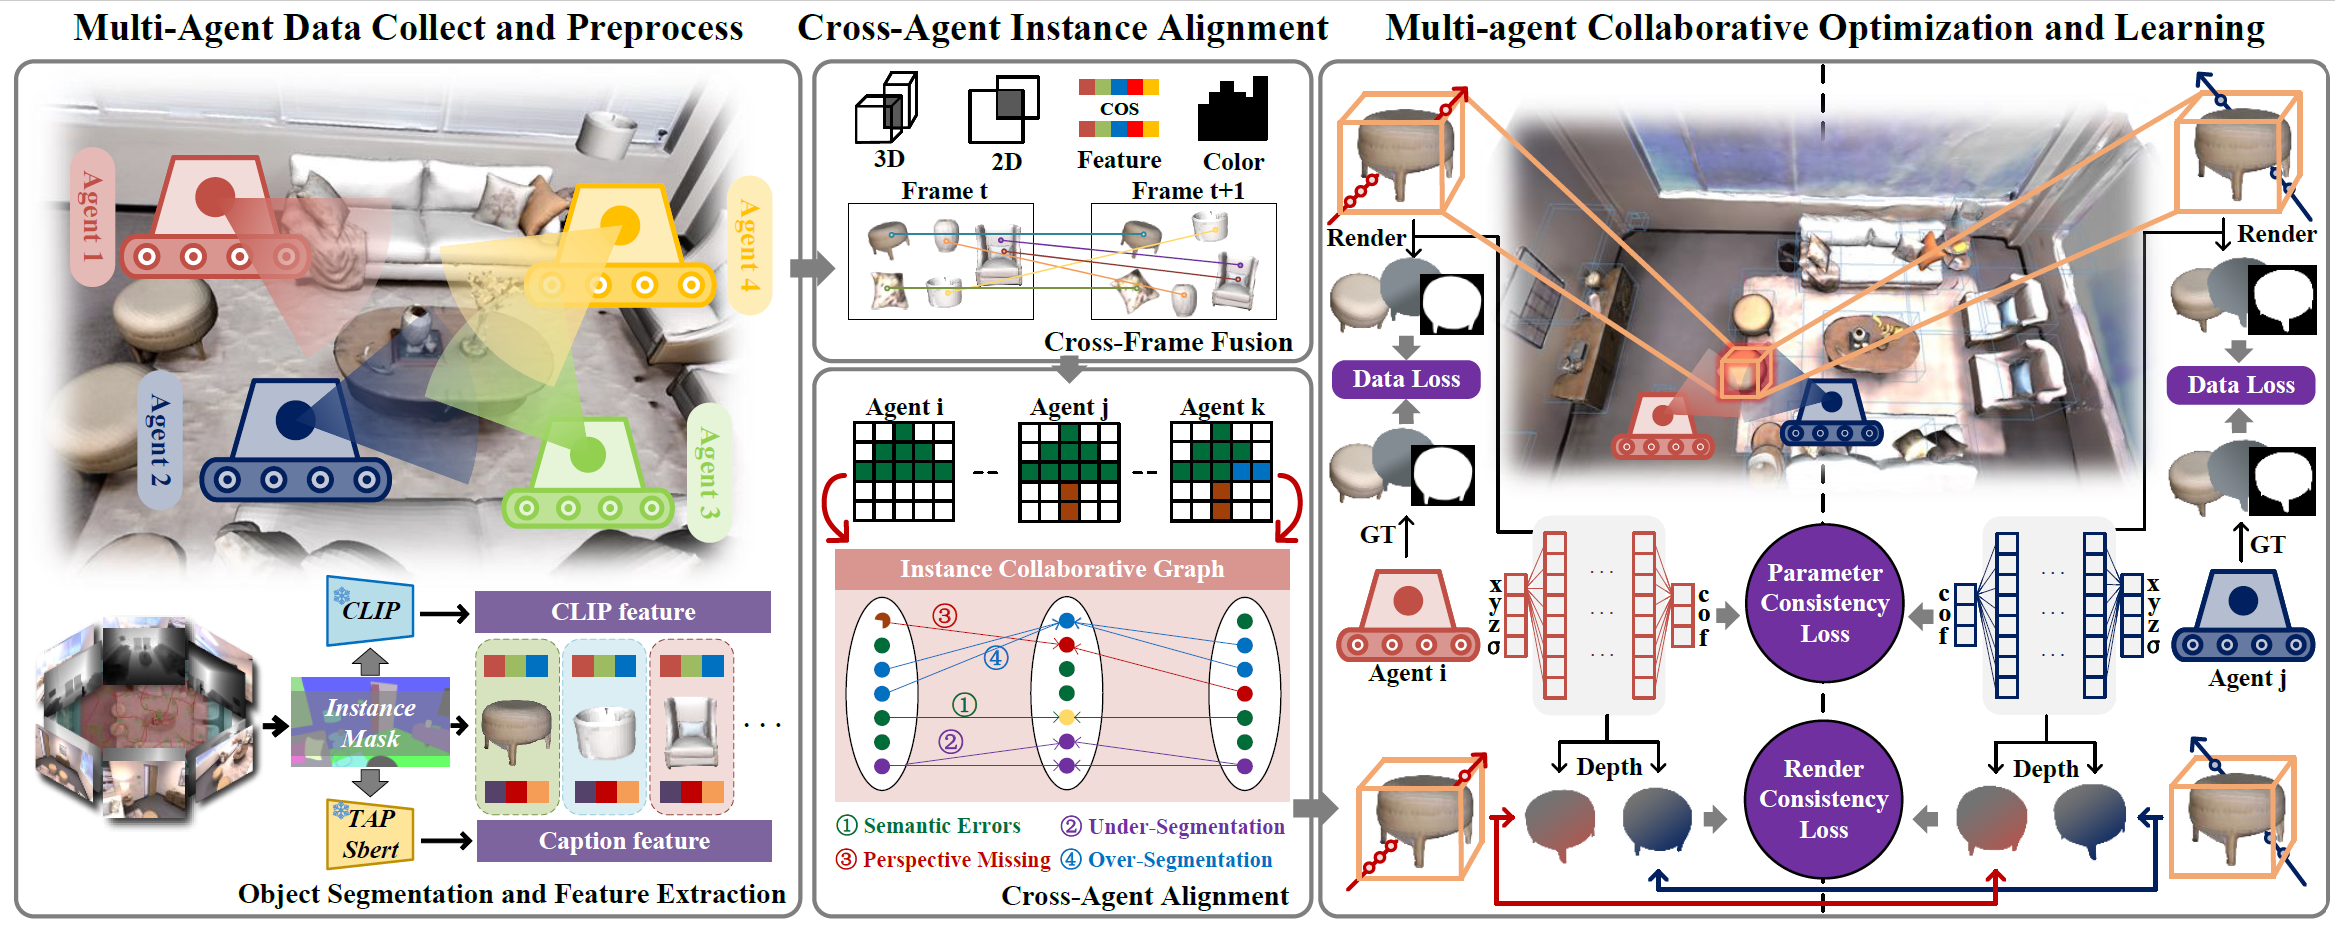 Multi-Agent Data Collect and Preprocess
Agent 1
Agent 4
Agent 2
Agent 3
CLIP
CLIP feature
Instance
Mask
. . .
TAP
Sbert
Caption feature
Object Segmentation and Feature Extraction
Cross-Agent Instance Alignment
3D
2D
COS
Feature
Color
Frame t
Frame t+1
Cross-Frame Fusion
Agent i
Agent j
Agent k
Instance Collaborative Graph
③
④
①
②
① Semantic Errors
② Under-Segmentation
③ Perspective Missing
④ Over-Segmentation
Cross-Agent Alignment
Multi-agent Collaborative Optimization and Learning
Render
Render
Data Loss
Data Loss
GT
GT
x
y
z
σ
. . .
. . .
. . .
c
o
f
Parameter
Consistency
Loss
c
o
f
. . .
. . .
. . .
x
y
z
σ
Agent i
Agent j
Depth
Depth
Render
Consistency
Loss